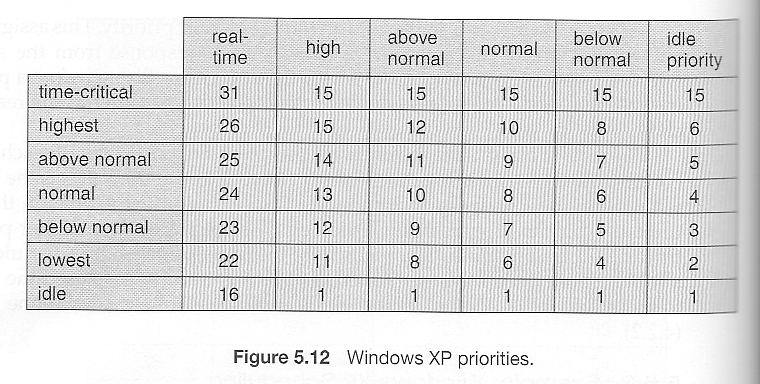 real-time high above normal normal below normal idle priority
time-critical 31 15 15 15 15 15
highest 26 15 12 10 8 6
above normal 25 14 11 9 7 5
normal 24 13 10 8 6 4
below normal 23 12 9 7 5 3
lowest 22 11 8 6 4 2
idle 16 1 1 1 1 1
Figure 5.12 Windows XP priorities.